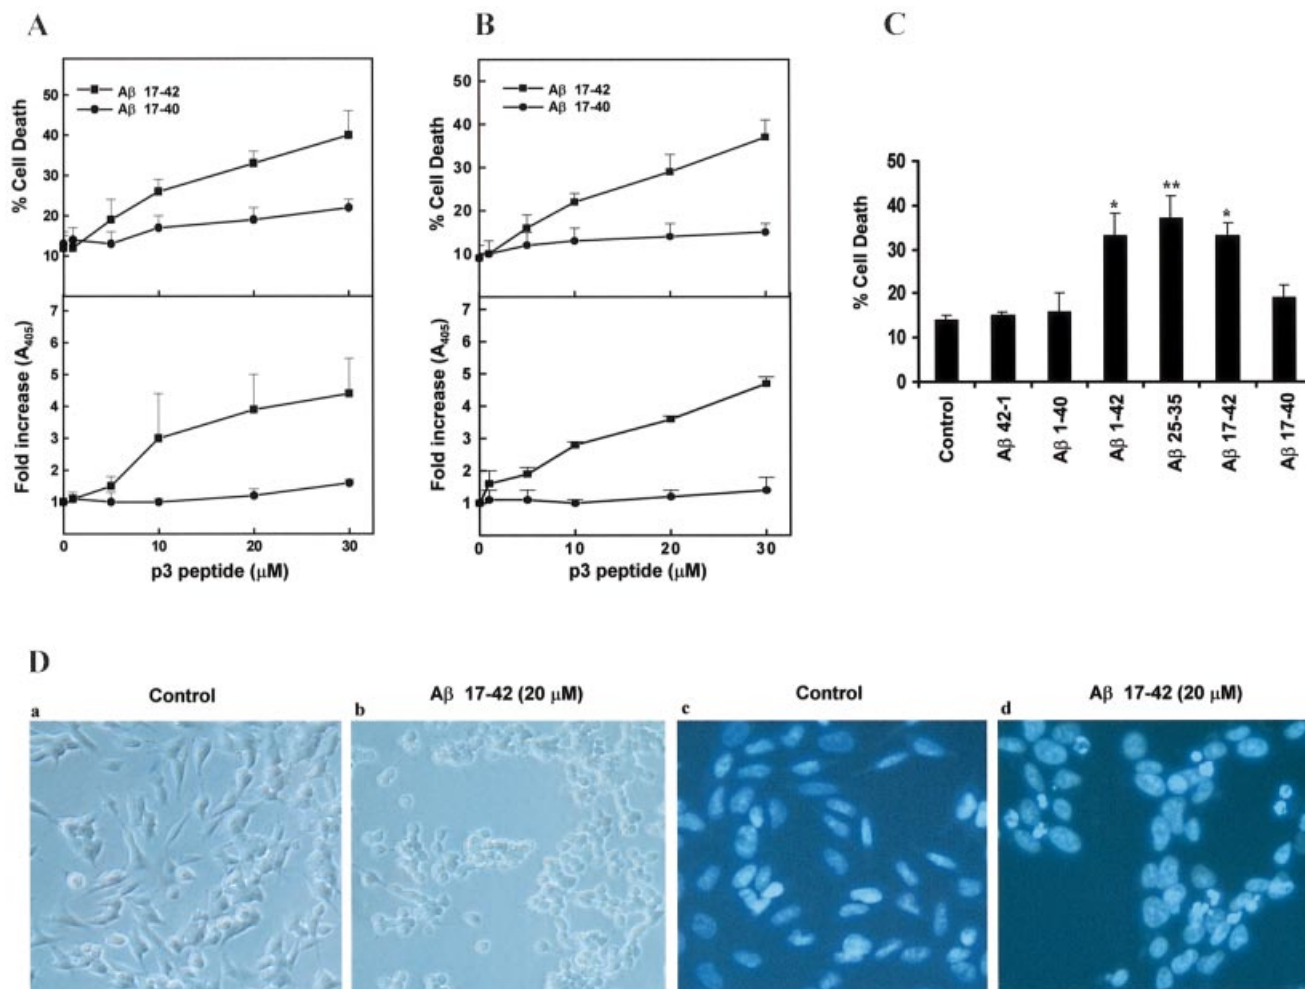 A
B
C
% Cell Death
50
40
30
20
10
Aβ 17-42
Aβ 17-40
Fold increase (A405)
7
6
5
4
3
2
1
0
10
20
30
p3 peptide (μM)
% Cell Death
50
40
30
20
10
Aβ 17-42
Aβ 17-40
Fold increase (A405)
7
6
5
4
3
2
1
0
10
20
30
p3 peptide (μM)
% Cell Death
50
40
30
20
10
0
*
**
*
Control
Aβ 42-1
Aβ 1-40
Aβ 1-42
Aβ 25-35
Aβ 17-42
Aβ 17-40
D
Control
Aβ 17-42 (20 μM)
Control
Aβ 17-42 (20 μM)
a
b
c
d